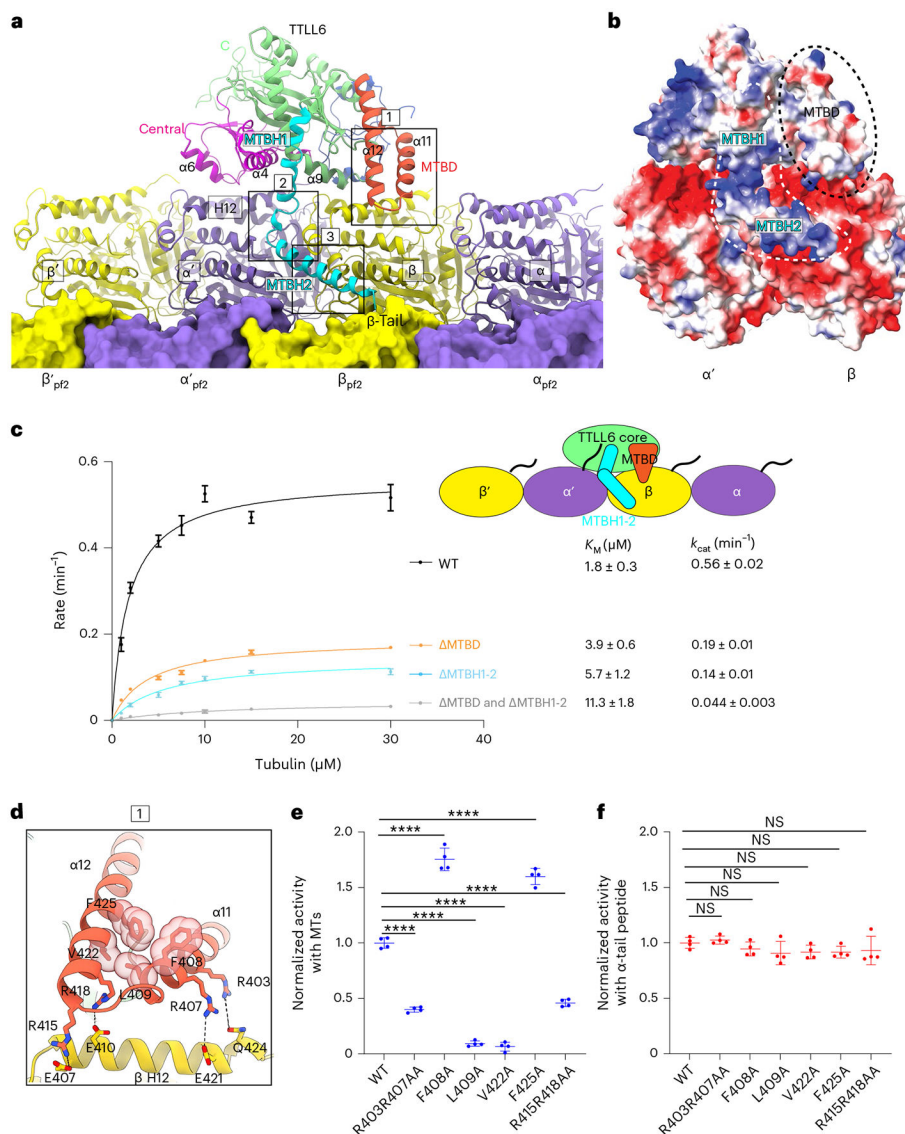 a
TTLL6
C
Central
MTBH1
1
α12
α11
MTBD
α6
α4
α9
2
H12
3
β′
α′
β
α
MTBH2
β-Tail
β′pf2
α′pf2
βpf2
αpf2
b
MTBD
MTBH1
MTBH2
α′
β
c
Rate (min⁻¹)
0.6
0.4
0.2
0
0 10 20 30 40
Tubulin (μM)
TTLL6 core
MTBD
β′ α′ β α
MTBH1-2
KM (μM) kcat (min⁻¹)
WT 1.8 ± 0.3 0.56 ± 0.02
ΔMTBD 3.9 ± 0.6 0.19 ± 0.01
ΔMTBH1-2 5.7 ± 1.2 0.14 ± 0.01
ΔMTBD and ΔMTBH1-2 11.3 ± 1.8 0.044 ± 0.003
d
1
α12
F425
α11
V422
F408
R403
R418
L409
R407
R415
E410
Q424
E407
β H12
E421
e
Normalized activity
with MTs
2.0
1.5
1.0
0.5
0
****
****
****
****
****
****
WT
R403R407AA
F408A
L409A
V422A
F425A
R415R418AA
f
Normalized activity
with α-tail peptide
2.0
1.5
1.0
0.5
0
NS
NS
NS
NS
NS
NS
WT
R403R407AA
F408A
L409A
V422A
F425A
R415R418AA